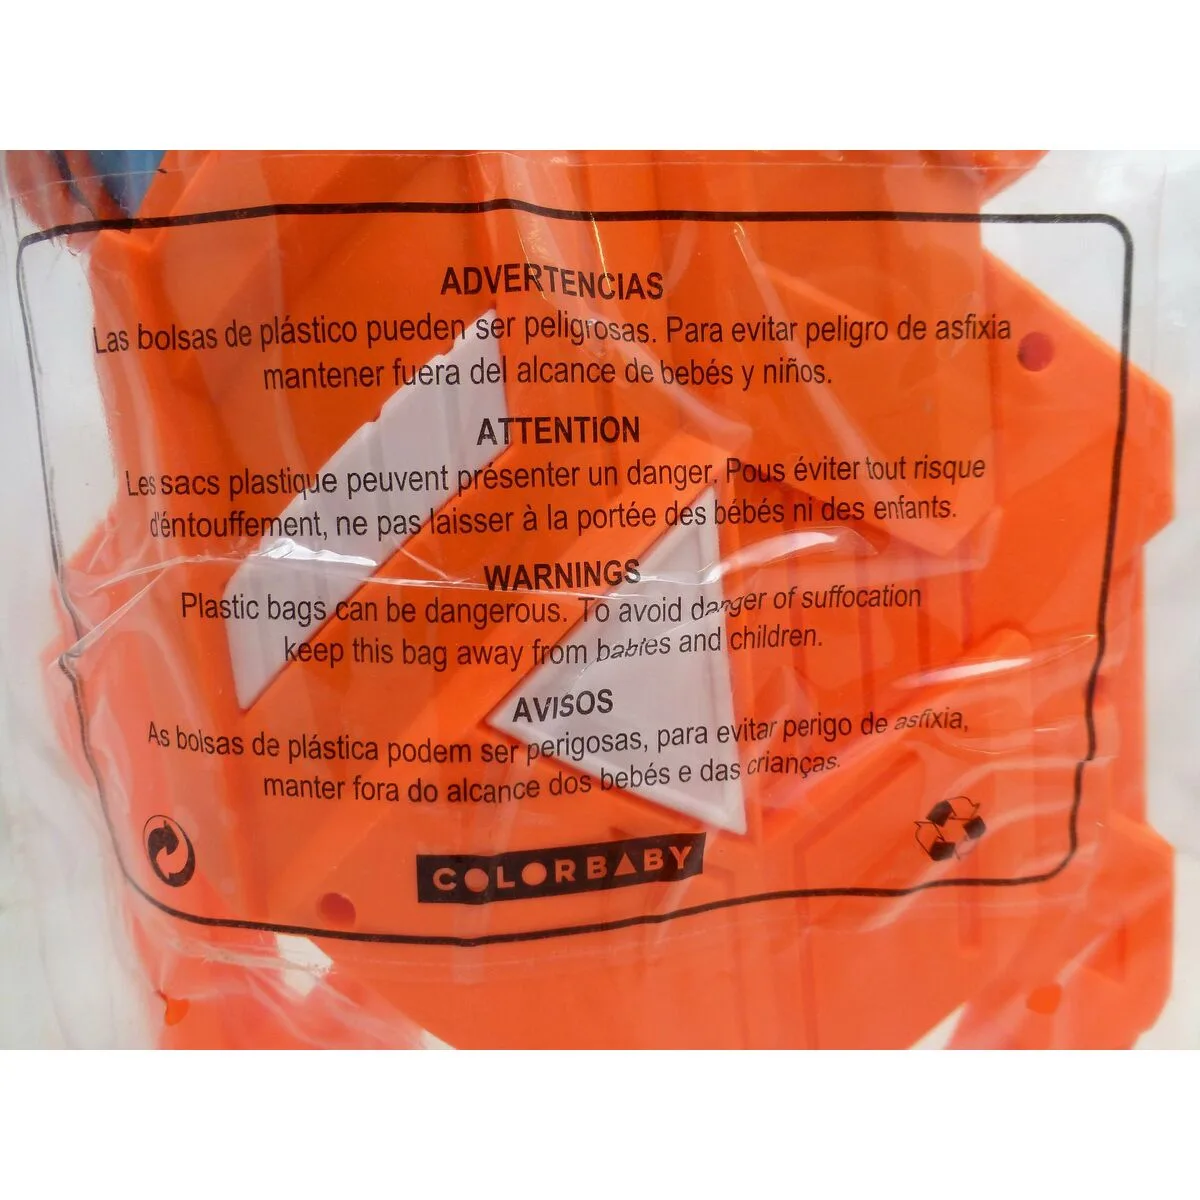 ADVERTENCIAS
Las bolsas de plástico pueden ser peligrosas. Para evitar peligro de asfixia
mantener fuera del alcance de bebés y niños.
ATTENTION
Les sacs plastique peuvent présenter un danger. Pous éviter tout risque
d'éntouffement, ne pas laisser à la portée des bébés ni des enfants.
WARNINGS
Plastic bags can be dangerous. To avoid danger of suffocation
keep this bag away from babies and children.
AVISOS
As bolsas de plástica podem ser perigosas, para evitar perigo de asfixia,
manter fora do alcance dos bebés e das crianças.
COLORBABY